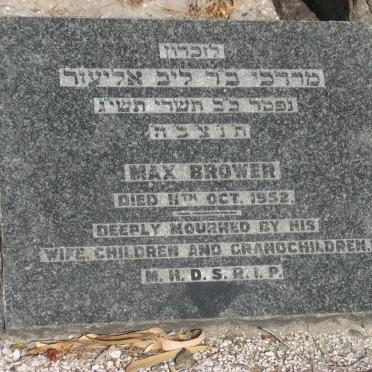 לזכרון
מרדכי בר ליב אליעזר
נפטר כ״ב תשרי תשי״ג
ת נ צ ב ה
MAX BROWER
DIED 11TH OCT. 1952.
DEEPLY MOURNED BY HIS
WIFE, CHILDREN AND GRANDCHILDREN.
M.H.D.S.R.I.P.